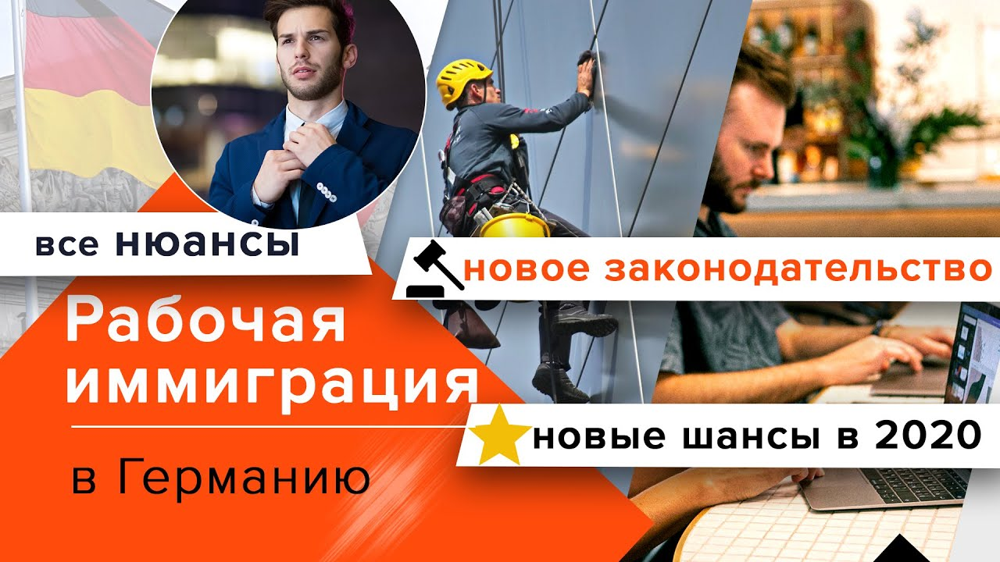 все нюансы
новое законодательство
Рабочая
иммиграция
новые шансы в 2020
в Германию